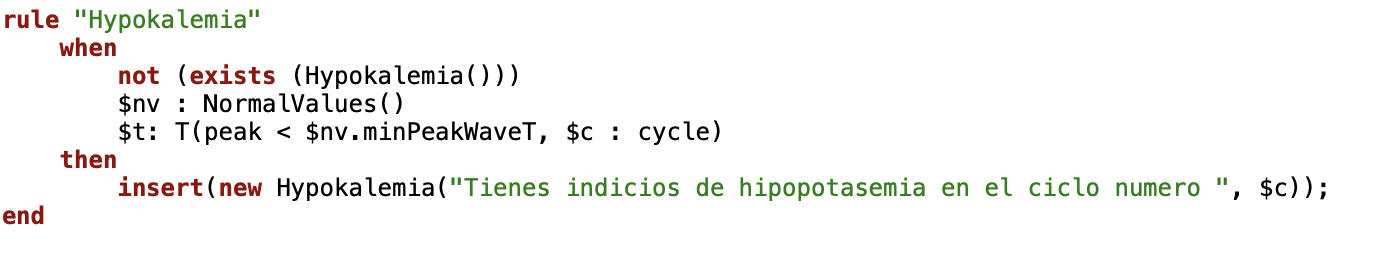 rule "Hypokalemia"
    when
        not (exists (Hypokalemia()))
        $nv : NormalValues()
        $t: T(peak < $nv.minPeakWaveT, $c : cycle)
    then
        insert(new Hypokalemia("Tienes indicios de hipopotasemia en el ciclo numero ", $c));
end